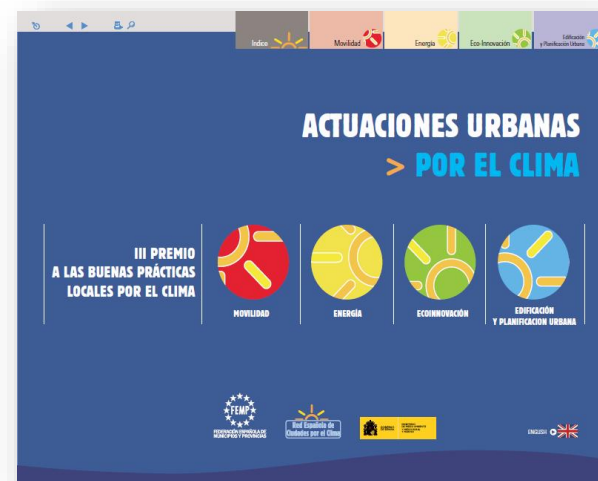 Indice
Movilidad
Energía
Eco-Innovación
Edificación
y Planificación Urbana
ACTUACIONES URBANAS
> POR EL CLIMA
III PREMIO
A LAS BUENAS PRÁCTICAS
LOCALES POR EL CLIMA
MOVILIDAD
ENERGÍA
ECOINNOVACIÓN
EDIFICACIÓN
Y PLANIFICACION URBANA
FEMP
FEDERACIÓN ESPAÑOLA DE
MUNICIPIOS Y PROVINCIAS
Red Española de
Ciudades por el Clima
ENGLISH